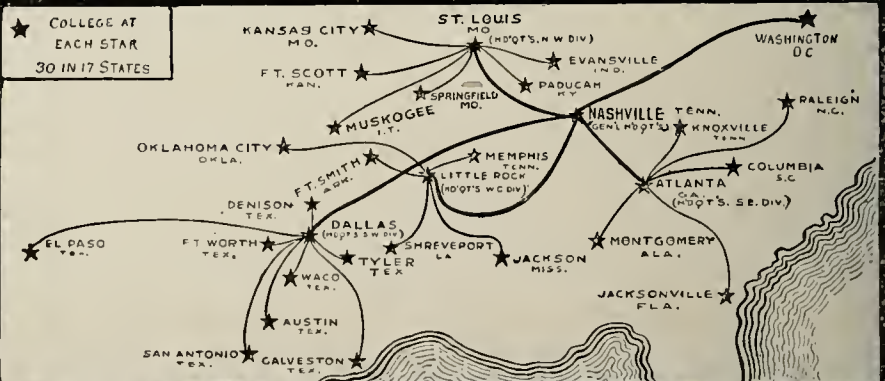 COLLEGE AT
EACH STAR
30 IN 17 STATES
KANSAS CITY
MO.
ST. LOUIS
MO
(HD'QT'S. N W DIV)
WASHINGTON
DC
EVANSVILLE
IND.
FT. SCOTT
KAN.
PADUCAH
KY
SPRINGFIELD
MO.
MUSKOGEE
I.T.
NASHVILLE TENN.
(GEN'L HD'QT'S)
KNOXVILLE
TENN
RALEIGH
N.C.
OKLAHOMA CITY
OKLA.
MEMPHIS
TENN.
FT. SMITH
ARK.
LITTLE ROCK
(HD'QT'S W C DIV)
COLUMBIA
S.C
ATLANTA
GA.
(HD'QT'S. S.E. DIV.)
DENISON
TEX.
DALLAS
(HD'QT'S S W DIV)
EL PASO
TEX.
FT WORTH
TEX.
TYLER
TEX
SHREVEPORT
LA
JACKSON
MISS.
MONTGOMERY
ALA.
WACO
TEX.
JACKSONVILLE
FLA.
AUSTIN
TEX.
SAN ANTONIO
TEX.
GALVESTON
TEX.